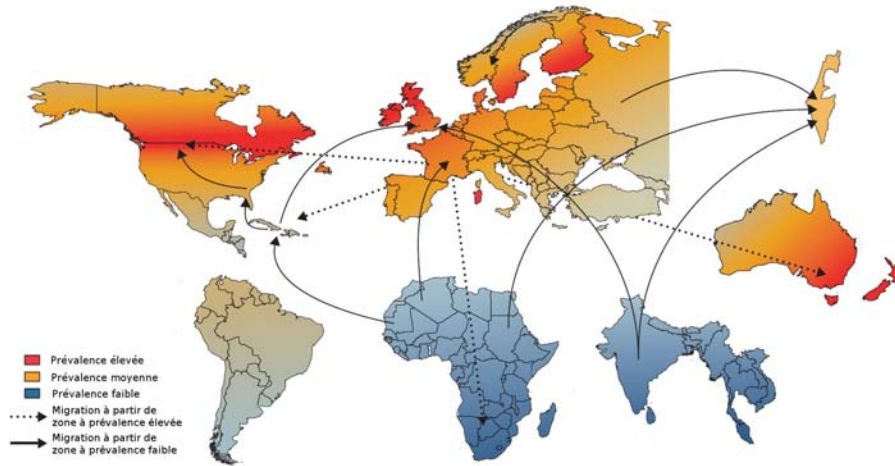 Prévalence élevée
Prévalence moyenne
Prévalence faible
Migration à partir de
zone à prévalence élevée
Migration à partir de
zone à prévalence faible